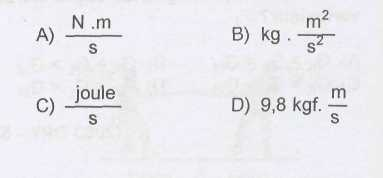 A) N .m / s
B) kg . m² / s²
C) joule / s
D) 9,8 kgf. m / s